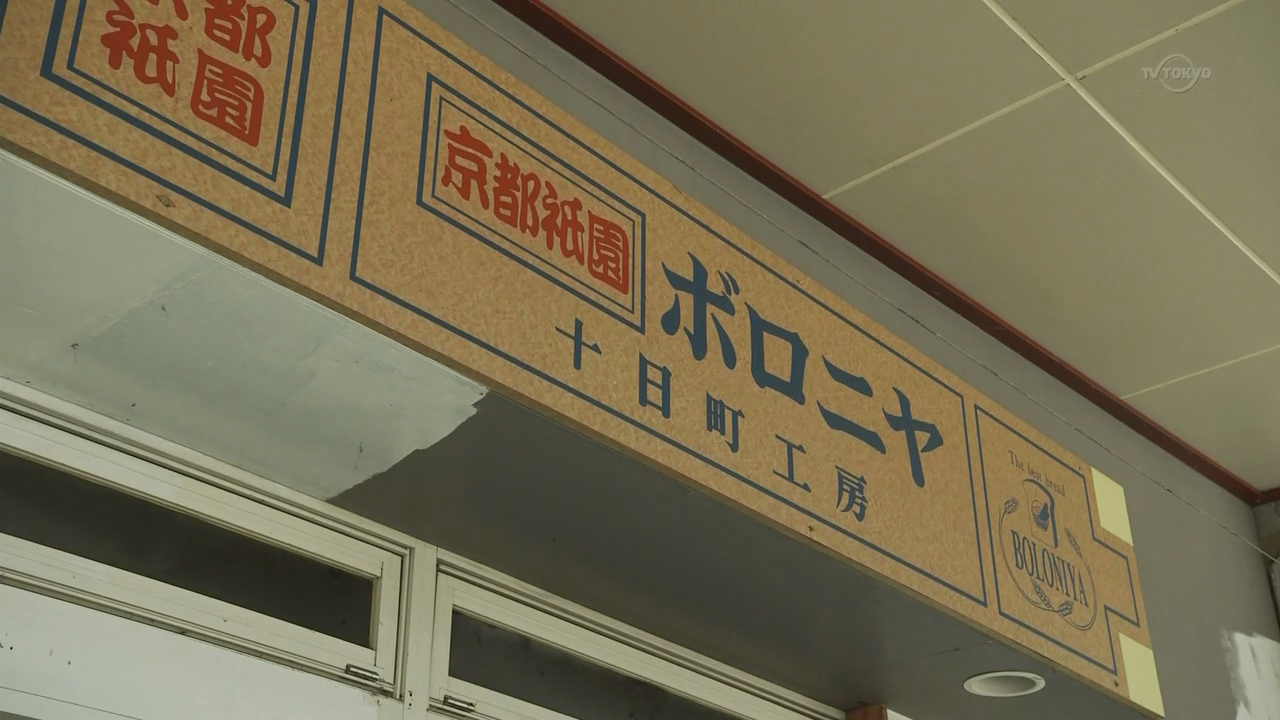 京都
祇園
京都祇園
ボロニヤ
十日町工房
The best bread
BOLONIYA
TV TOKYO